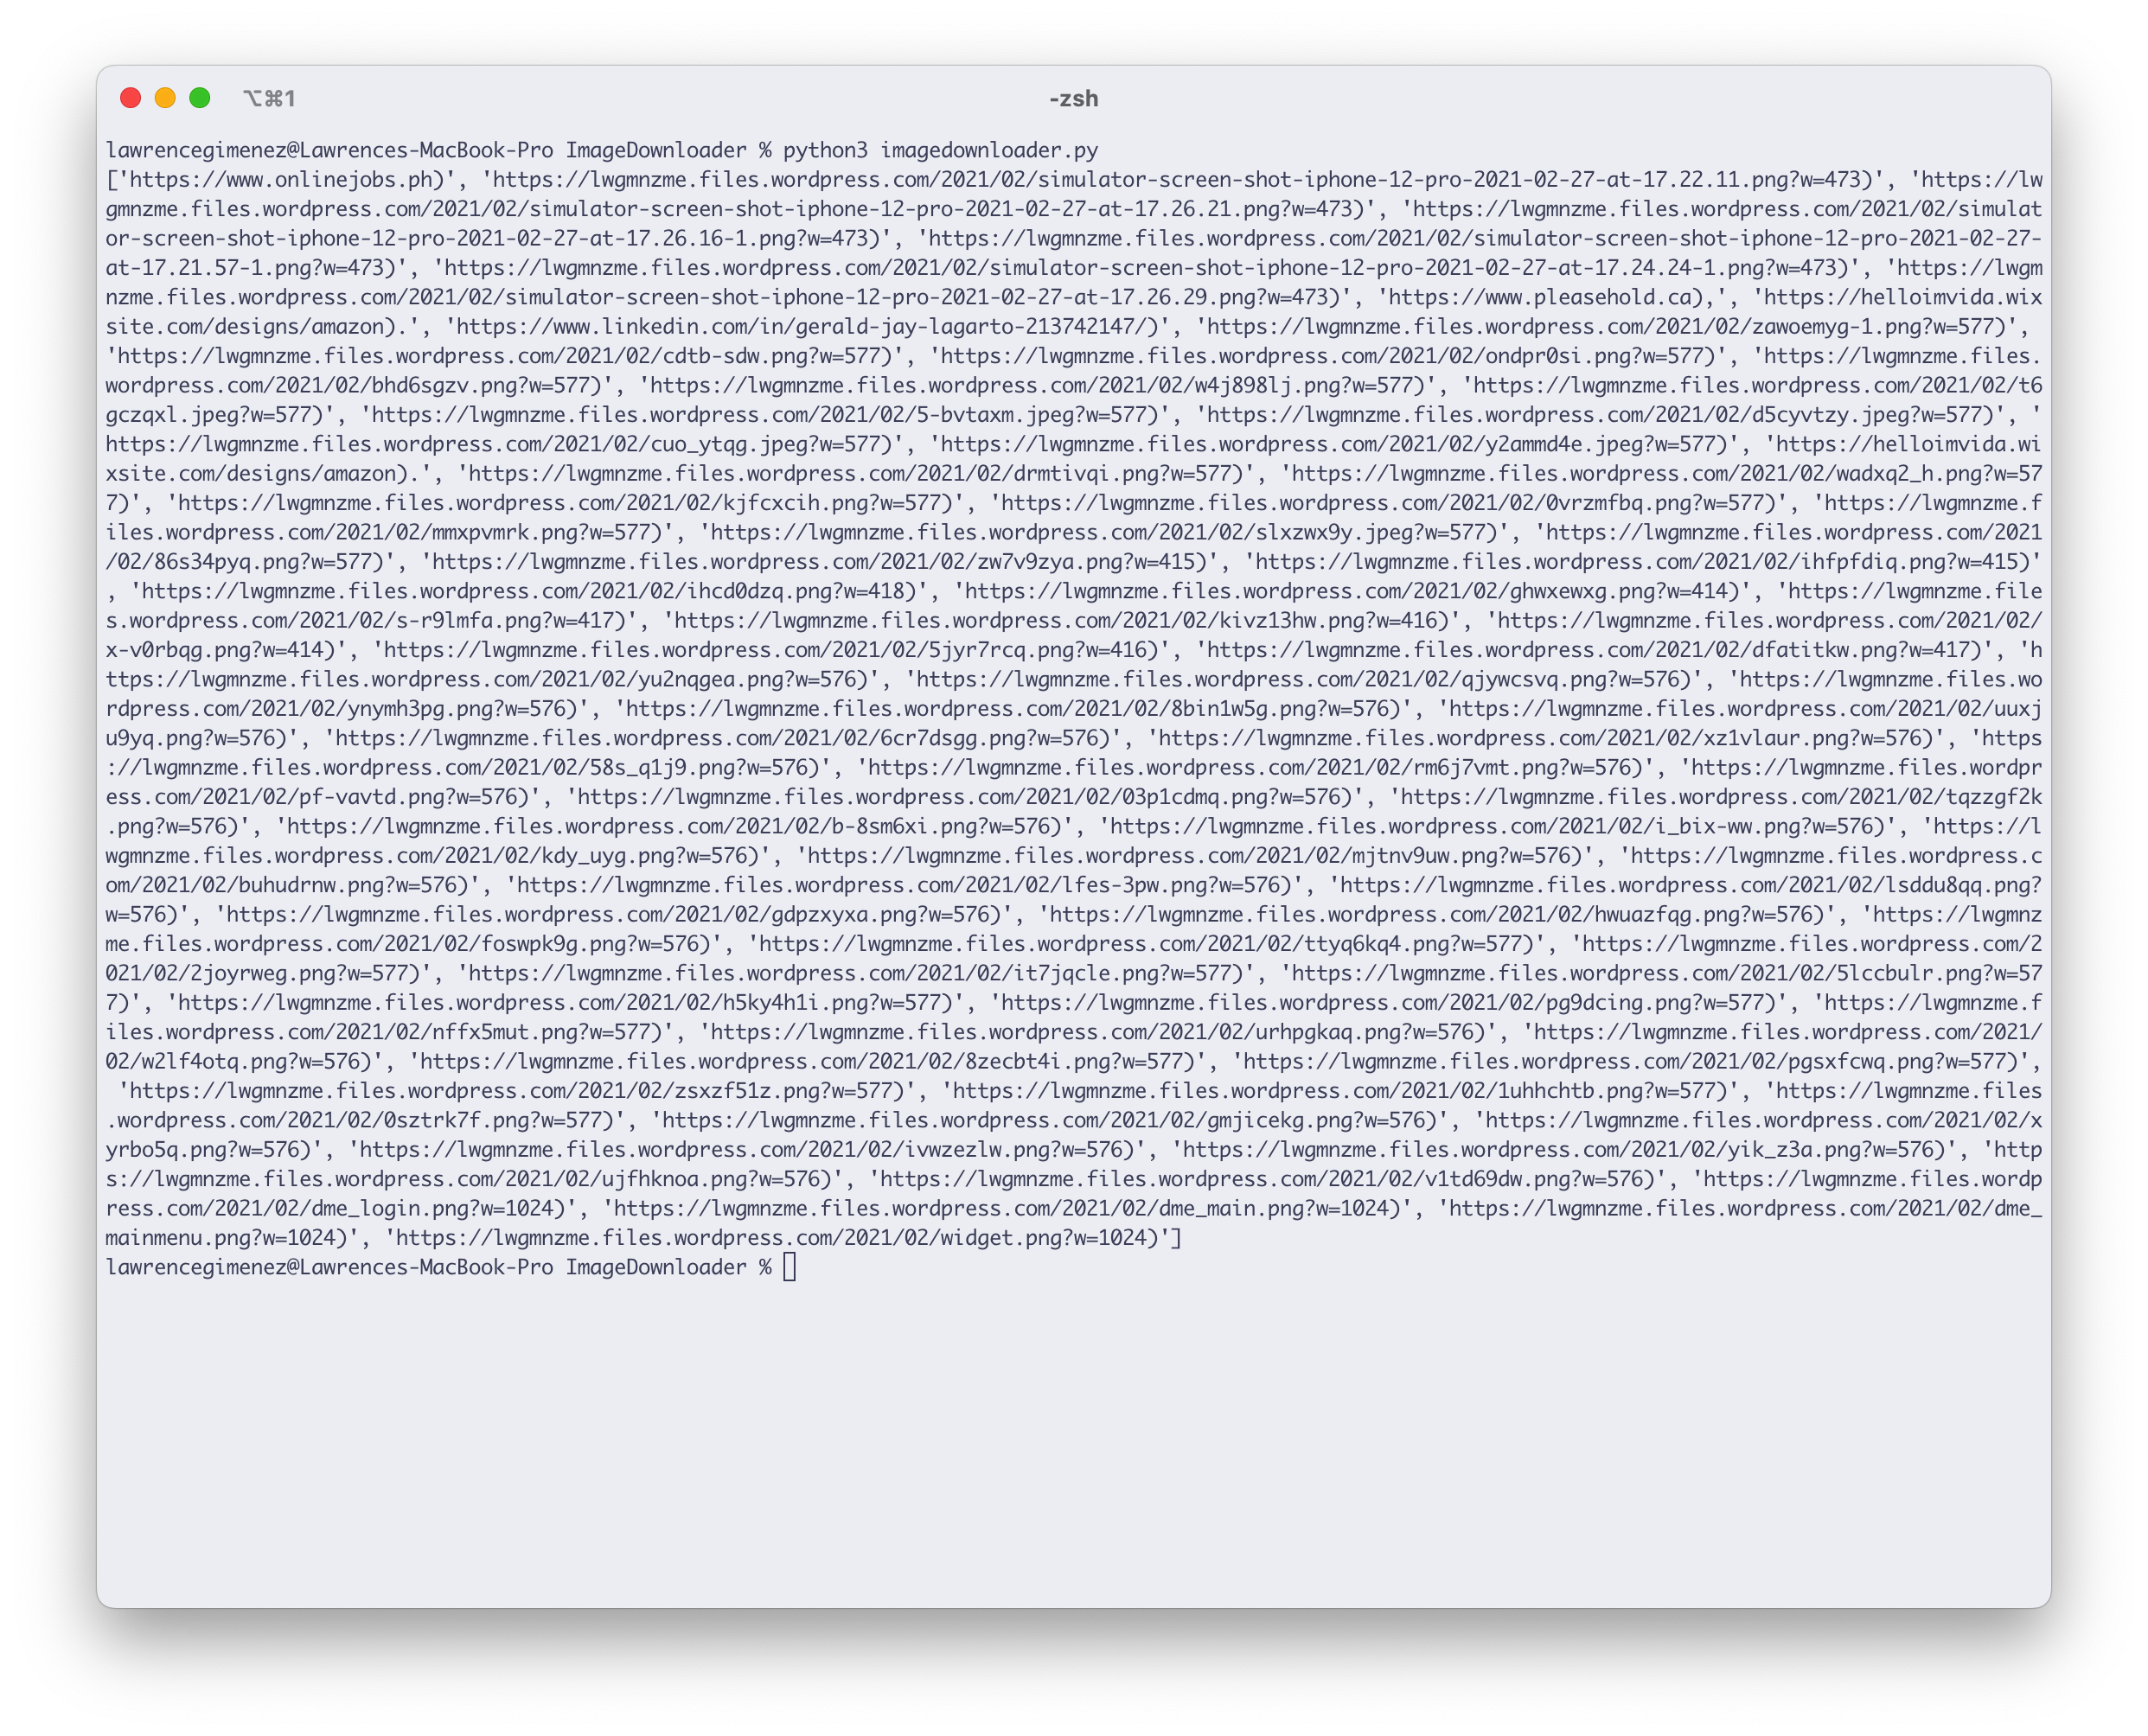 ⌥⌘1
-zsh
lawrencegimenez@Lawrences-MacBook-Pro ImageDownloader % python3 imagedownloader.py
['https://www.onlinejobs.ph)', 'https://lwgmnzme.files.wordpress.com/2021/02/simulator-screen-shot-iphone-12-pro-2021-02-27-at-17.22.11.png?w=473)', 'https://lw
gmnzme.files.wordpress.com/2021/02/simulator-screen-shot-iphone-12-pro-2021-02-27-at-17.26.21.png?w=473)', 'https://lwgmnzme.files.wordpress.com/2021/02/simulat
or-screen-shot-iphone-12-pro-2021-02-27-at-17.26.16-1.png?w=473)', 'https://lwgmnzme.files.wordpress.com/2021/02/simulator-screen-shot-iphone-12-pro-2021-02-27-
at-17.21.57-1.png?w=473)', 'https://lwgmnzme.files.wordpress.com/2021/02/simulator-screen-shot-iphone-12-pro-2021-02-27-at-17.24.24-1.png?w=473)', 'https://lwgm
nzme.files.wordpress.com/2021/02/simulator-screen-shot-iphone-12-pro-2021-02-27-at-17.26.29.png?w=473)', 'https://www.pleasehold.ca),', 'https://helloimvida.wix
site.com/designs/amazon).', 'https://www.linkedin.com/in/gerald-jay-lagarto-213742147/)', 'https://lwgmnzme.files.wordpress.com/2021/02/zawoemyg-1.png?w=577)',
'https://lwgmnzme.files.wordpress.com/2021/02/cdtb-sdw.png?w=577)', 'https://lwgmnzme.files.wordpress.com/2021/02/ondpr0si.png?w=577)', 'https://lwgmnzme.files.
wordpress.com/2021/02/bhd6sgzv.png?w=577)', 'https://lwgmnzme.files.wordpress.com/2021/02/w4j898lj.png?w=577)', 'https://lwgmnzme.files.wordpress.com/2021/02/t6
gczqxl.jpeg?w=577)', 'https://lwgmnzme.files.wordpress.com/2021/02/5-bvtaxm.jpeg?w=577)', 'https://lwgmnzme.files.wordpress.com/2021/02/d5cyvtzy.jpeg?w=577)', '
https://lwgmnzme.files.wordpress.com/2021/02/cuo_ytqg.jpeg?w=577)', 'https://lwgmnzme.files.wordpress.com/2021/02/y2ammd4e.jpeg?w=577)', 'https://helloimvida.wi
xsite.com/designs/amazon).', 'https://lwgmnzme.files.wordpress.com/2021/02/drmtivqi.png?w=577)', 'https://lwgmnzme.files.wordpress.com/2021/02/wadxq2_h.png?w=57
7)', 'https://lwgmnzme.files.wordpress.com/2021/02/kjfcxcih.png?w=577)', 'https://lwgmnzme.files.wordpress.com/2021/02/0vrzmfbq.png?w=577)', 'https://lwgmnzme.f
iles.wordpress.com/2021/02/mmxpvmrk.png?w=577)', 'https://lwgmnzme.files.wordpress.com/2021/02/slxzwx9y.jpeg?w=577)', 'https://lwgmnzme.files.wordpress.com/2021
/02/86s34pyq.png?w=577)', 'https://lwgmnzme.files.wordpress.com/2021/02/zw7v9zya.png?w=415)', 'https://lwgmnzme.files.wordpress.com/2021/02/ihfpfdiq.png?w=415)'
, 'https://lwgmnzme.files.wordpress.com/2021/02/ihcd0dzq.png?w=418)', 'https://lwgmnzme.files.wordpress.com/2021/02/ghwxewxg.png?w=414)', 'https://lwgmnzme.file
s.wordpress.com/2021/02/s-r9lmfa.png?w=417)', 'https://lwgmnzme.files.wordpress.com/2021/02/kivz13hw.png?w=416)', 'https://lwgmnzme.files.wordpress.com/2021/02/
x-v0rbqg.png?w=414)', 'https://lwgmnzme.files.wordpress.com/2021/02/5jyr7rcq.png?w=416)', 'https://lwgmnzme.files.wordpress.com/2021/02/dfatitkw.png?w=417)', 'h
ttps://lwgmnzme.files.wordpress.com/2021/02/yu2nqgea.png?w=576)', 'https://lwgmnzme.files.wordpress.com/2021/02/qjywcsvq.png?w=576)', 'https://lwgmnzme.files.wo
rdpress.com/2021/02/ynymh3pg.png?w=576)', 'https://lwgmnzme.files.wordpress.com/2021/02/8bin1w5g.png?w=576)', 'https://lwgmnzme.files.wordpress.com/2021/02/uuxj
u9yq.png?w=576)', 'https://lwgmnzme.files.wordpress.com/2021/02/6cr7dsgg.png?w=576)', 'https://lwgmnzme.files.wordpress.com/2021/02/xz1vlaur.png?w=576)', 'https
://lwgmnzme.files.wordpress.com/2021/02/58s_q1j9.png?w=576)', 'https://lwgmnzme.files.wordpress.com/2021/02/rm6j7vmt.png?w=576)', 'https://lwgmnzme.files.wordpr
ess.com/2021/02/pf-vavtd.png?w=576)', 'https://lwgmnzme.files.wordpress.com/2021/02/03p1cdmq.png?w=576)', 'https://lwgmnzme.files.wordpress.com/2021/02/tqzzgf2k
.png?w=576)', 'https://lwgmnzme.files.wordpress.com/2021/02/b-8sm6xi.png?w=576)', 'https://lwgmnzme.files.wordpress.com/2021/02/i_bix-ww.png?w=576)', 'https://l
wgmnzme.files.wordpress.com/2021/02/kdy_uyg.png?w=576)', 'https://lwgmnzme.files.wordpress.com/2021/02/mjtnv9uw.png?w=576)', 'https://lwgmnzme.files.wordpress.c
om/2021/02/buhudrnw.png?w=576)', 'https://lwgmnzme.files.wordpress.com/2021/02/lfes-3pw.png?w=576)', 'https://lwgmnzme.files.wordpress.com/2021/02/lsddu8qq.png?
w=576)', 'https://lwgmnzme.files.wordpress.com/2021/02/gdpzxyxa.png?w=576)', 'https://lwgmnzme.files.wordpress.com/2021/02/hwuazfqg.png?w=576)', 'https://lwgmnz
me.files.wordpress.com/2021/02/foswpk9g.png?w=576)', 'https://lwgmnzme.files.wordpress.com/2021/02/ttyq6kq4.png?w=577)', 'https://lwgmnzme.files.wordpress.com/2
021/02/2joyrweg.png?w=577)', 'https://lwgmnzme.files.wordpress.com/2021/02/it7jqcle.png?w=577)', 'https://lwgmnzme.files.wordpress.com/2021/02/5lccbulr.png?w=57
7)', 'https://lwgmnzme.files.wordpress.com/2021/02/h5ky4h1i.png?w=577)', 'https://lwgmnzme.files.wordpress.com/2021/02/pg9dcing.png?w=577)', 'https://lwgmnzme.f
iles.wordpress.com/2021/02/nffx5mut.png?w=577)', 'https://lwgmnzme.files.wordpress.com/2021/02/urhpgkaq.png?w=576)', 'https://lwgmnzme.files.wordpress.com/2021/
02/w2lf4otq.png?w=576)', 'https://lwgmnzme.files.wordpress.com/2021/02/8zecbt4i.png?w=577)', 'https://lwgmnzme.files.wordpress.com/2021/02/pgsxfcwq.png?w=577)',
 'https://lwgmnzme.files.wordpress.com/2021/02/zsxzf51z.png?w=577)', 'https://lwgmnzme.files.wordpress.com/2021/02/1uhhchtb.png?w=577)', 'https://lwgmnzme.files
.wordpress.com/2021/02/0sztrk7f.png?w=577)', 'https://lwgmnzme.files.wordpress.com/2021/02/gmjicekg.png?w=576)', 'https://lwgmnzme.files.wordpress.com/2021/02/x
yrbo5q.png?w=576)', 'https://lwgmnzme.files.wordpress.com/2021/02/ivwzezlw.png?w=576)', 'https://lwgmnzme.files.wordpress.com/2021/02/yik_z3a.png?w=576)', 'http
s://lwgmnzme.files.wordpress.com/2021/02/ujfhknoa.png?w=576)', 'https://lwgmnzme.files.wordpress.com/2021/02/v1td69dw.png?w=576)', 'https://lwgmnzme.files.wordp
ress.com/2021/02/dme_login.png?w=1024)', 'https://lwgmnzme.files.wordpress.com/2021/02/dme_main.png?w=1024)', 'https://lwgmnzme.files.wordpress.com/2021/02/dme_
mainmenu.png?w=1024)', 'https://lwgmnzme.files.wordpress.com/2021/02/widget.png?w=1024)']
lawrencegimenez@Lawrences-MacBook-Pro ImageDownloader %